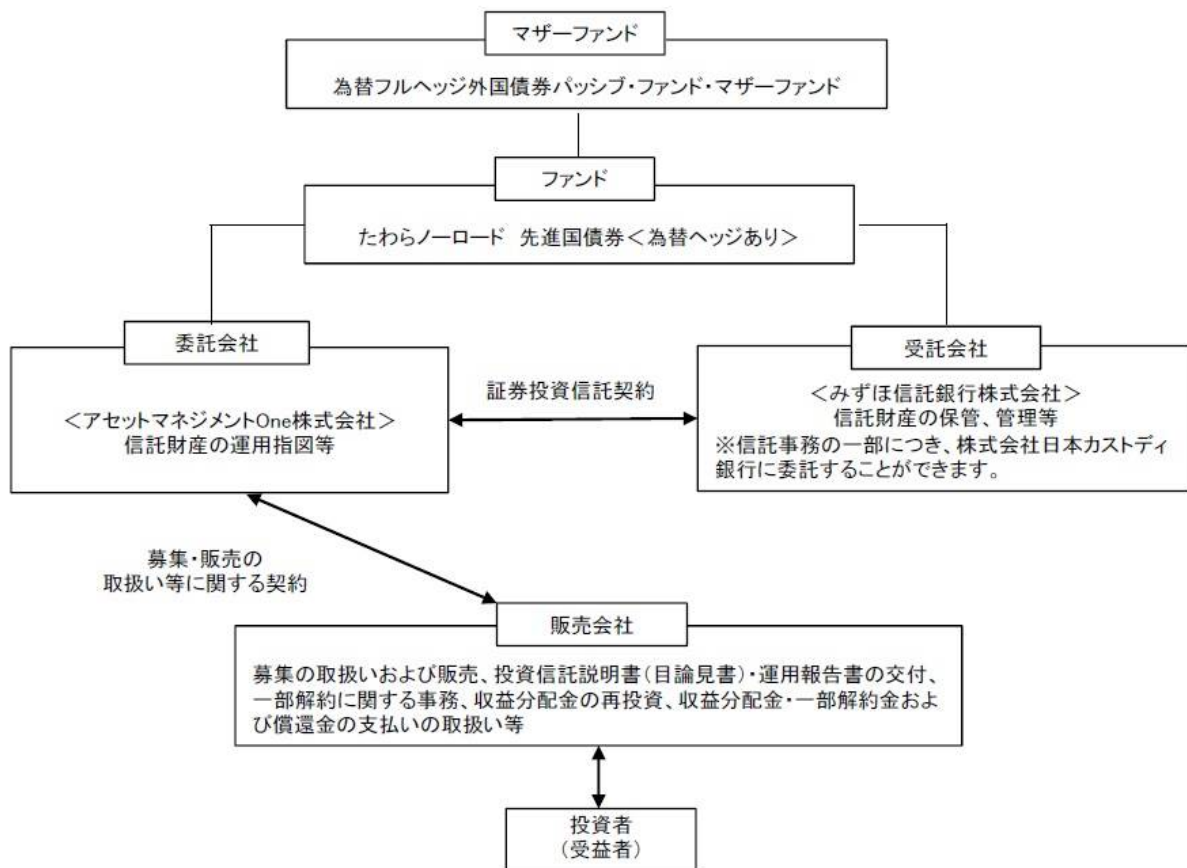 マザーファンド
為替フルヘッジ外国債券パッシブ・ファンド・マザーファンド
ファンド
たわらノーロード 先進国債券＜為替ヘッジあり＞
委託会社
＜アセットマネジメントOne株式会社＞
信託財産の運用指図等
証券投資信託契約
受託会社
＜みずほ信託銀行株式会社＞
信託財産の保管、管理等
※信託事務の一部につき、株式会社日本カストディ
銀行に委託することができます。
募集・販売の
取扱い等に関する契約
販売会社
募集の取扱いおよび販売、投資信託説明書(目論見書)・運用報告書の交付、
一部解約に関する事務、収益分配金の再投資、収益分配金・一部解約金およ
び償還金の支払いの取扱い等
投資者
(受益者)